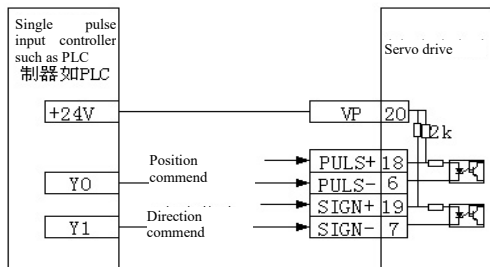 Single pulse
input controller
such as PLC
制器如PLC
Servo drive
+24V
VP 20
2k
Position
commend
PULS+ 18
Y0
PULS- 6
Direction
commend
SIGN+ 19
Y1
SIGN- 7